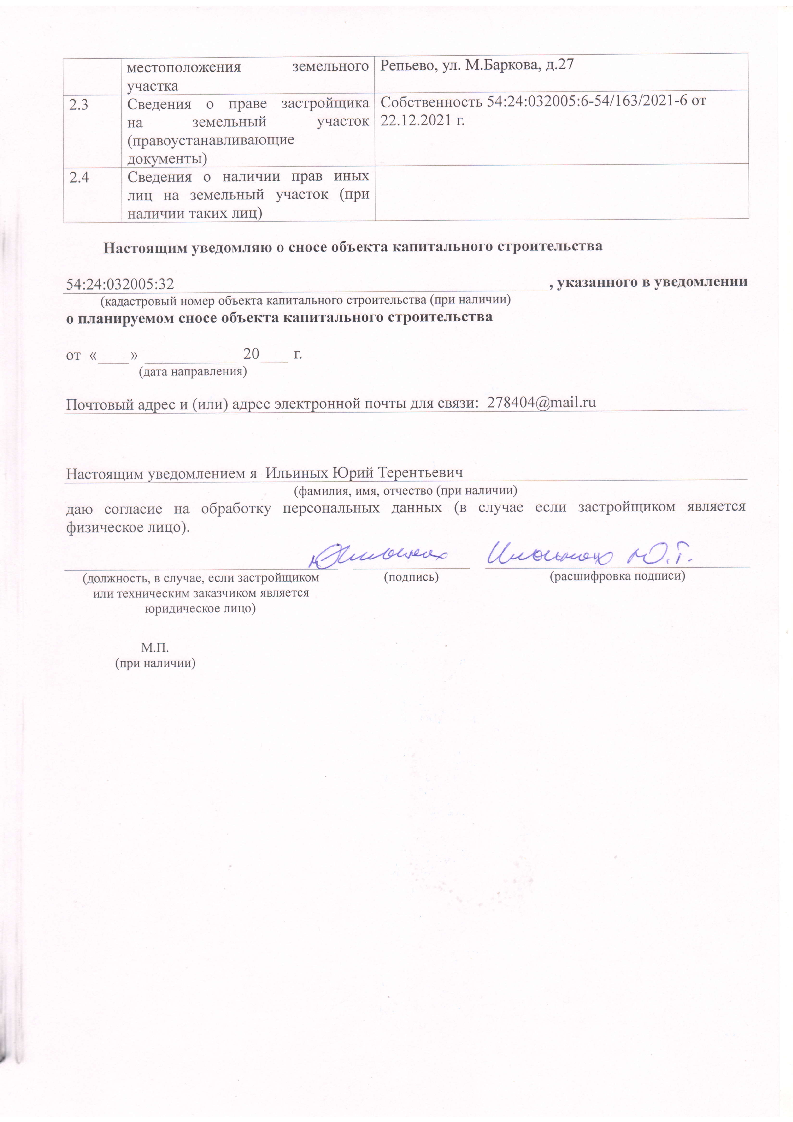 местоположения земельного
участка
Репьево, ул. М.Баркова, д.27
2.3
Сведения о праве застройщика
на земельный участок
(правоустанавливающие
документы)
Собственность 54:24:032005:6-54/163/2021-6 от
22.12.2021 г.
2.4
Сведения о наличии прав иных
лиц на земельный участок (при
наличии таких лиц)
Настоящим уведомляю о сносе объекта капитального строительства
54:24:032005:32 , указанного в уведомлении
(кадастровый номер объекта капитального строительства (при наличии)
о планируемом сносе объекта капитального строительства
от «____» ____________ 20____ г.
(дата направления)
Почтовый адрес и (или) адрес электронной почты для связи: 278404@mail.ru
Настоящим уведомлением я Ильиных Юрий Терентьевич
(фамилия, имя, отчество (при наличии)
даю согласие на обработку персональных данных (в случае если застройщиком является
физическое лицо).
Ильиных Ю.Т.
(должность, в случае, если застройщиком
или техническим заказчиком является
юридическое лицо)
(подпись)
(расшифровка подписи)
М.П.
(при наличии)